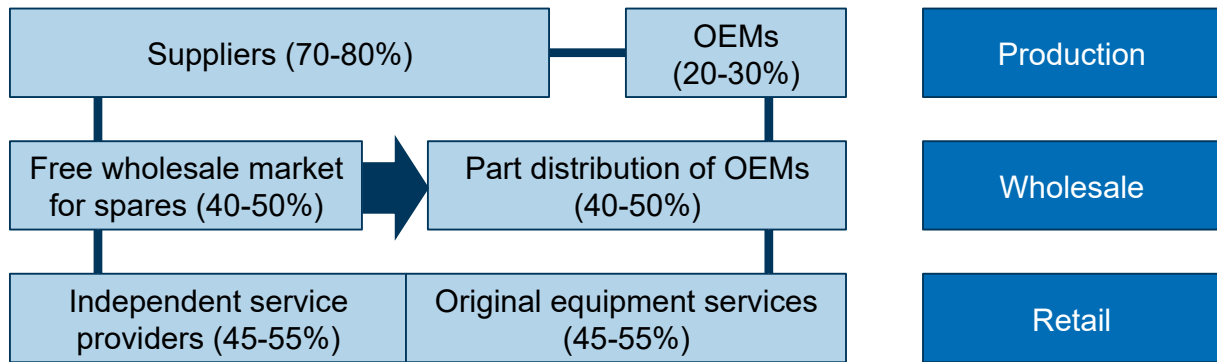 Suppliers (70-80%)
OEMs
(20-30%)
Production
Free wholesale market
for spares (40-50%)
Part distribution of OEMs
(40-50%)
Wholesale
Independent service
providers (45-55%)
Original equipment services
(45-55%)
Retail